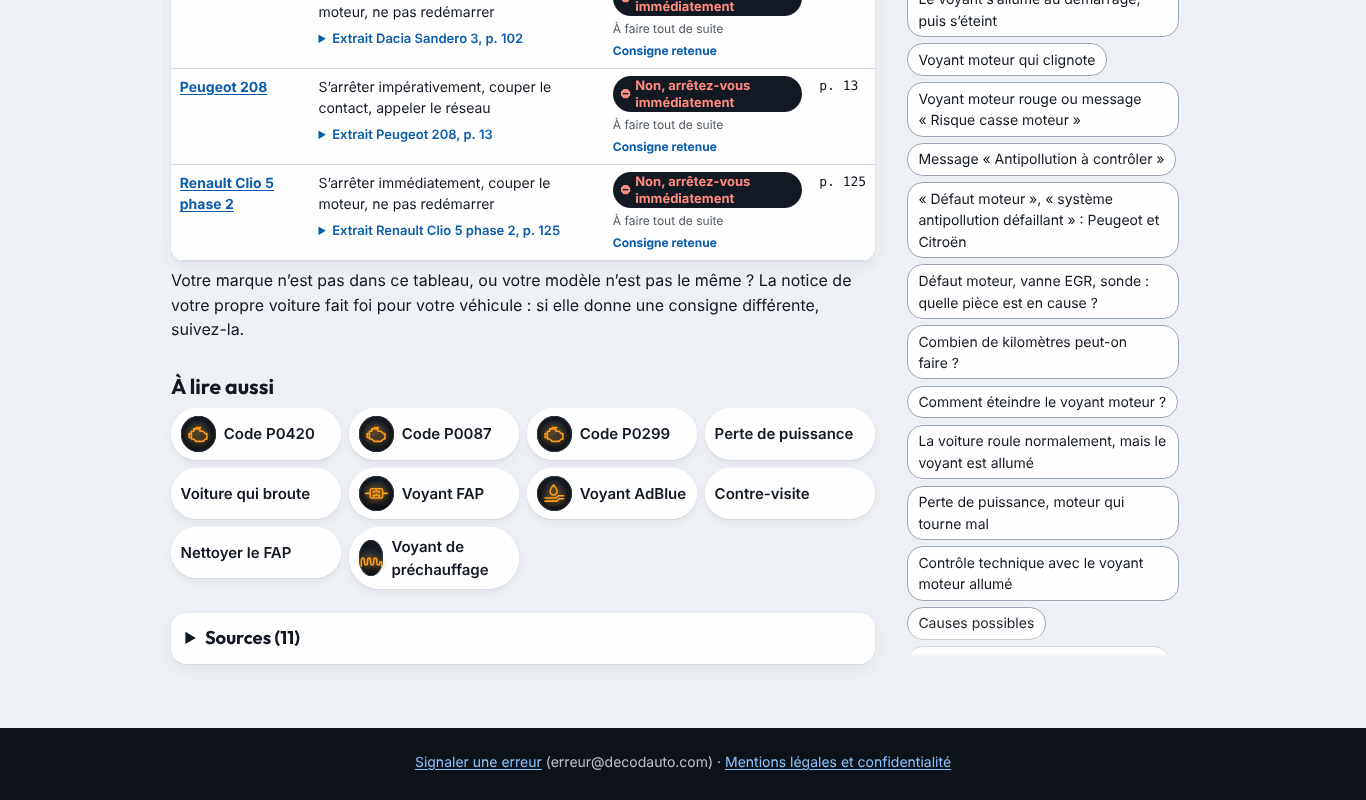 moteur, ne pas redémarrer
▶ Extrait Dacia Sandero 3, p. 102
immédiatement
À faire tout de suite
Consigne retenue
Peugeot 208
S’arrêter impérativement, couper le
contact, appeler le réseau
▶ Extrait Peugeot 208, p. 13
Non, arrêtez-vous
immédiatement
À faire tout de suite
Consigne retenue
p. 13
Renault Clio 5
phase 2
S’arrêter immédiatement, couper le
moteur, ne pas redémarrer
▶ Extrait Renault Clio 5 phase 2, p. 125
Non, arrêtez-vous
immédiatement
À faire tout de suite
Consigne retenue
p. 125
Votre marque n’est pas dans ce tableau, ou votre modèle n’est pas le même ? La notice de
votre propre voiture fait foi pour votre véhicule : si elle donne une consigne différente,
suivez-la.
À lire aussi
Code P0420
Code P0087
Code P0299
Perte de puissance
Voiture qui broute
Voyant FAP
Voyant AdBlue
Contre-visite
Nettoyer le FAP
Voyant de
préchauffage
▶ Sources (11)
Le voyant s’allume au démarrage,
puis s’éteint
Voyant moteur qui clignote
Voyant moteur rouge ou message
« Risque casse moteur »
Message « Antipollution à contrôler »
« Défaut moteur », « système
antipollution défaillant » : Peugeot et
Citroën
Défaut moteur, vanne EGR, sonde :
quelle pièce est en cause ?
Combien de kilomètres peut-on
faire ?
Comment éteindre le voyant moteur ?
La voiture roule normalement, mais le
voyant est allumé
Perte de puissance, moteur qui
tourne mal
Contrôle technique avec le voyant
moteur allumé
Causes possibles
Signaler une erreur (erreur@decodauto.com) · Mentions légales et confidentialité